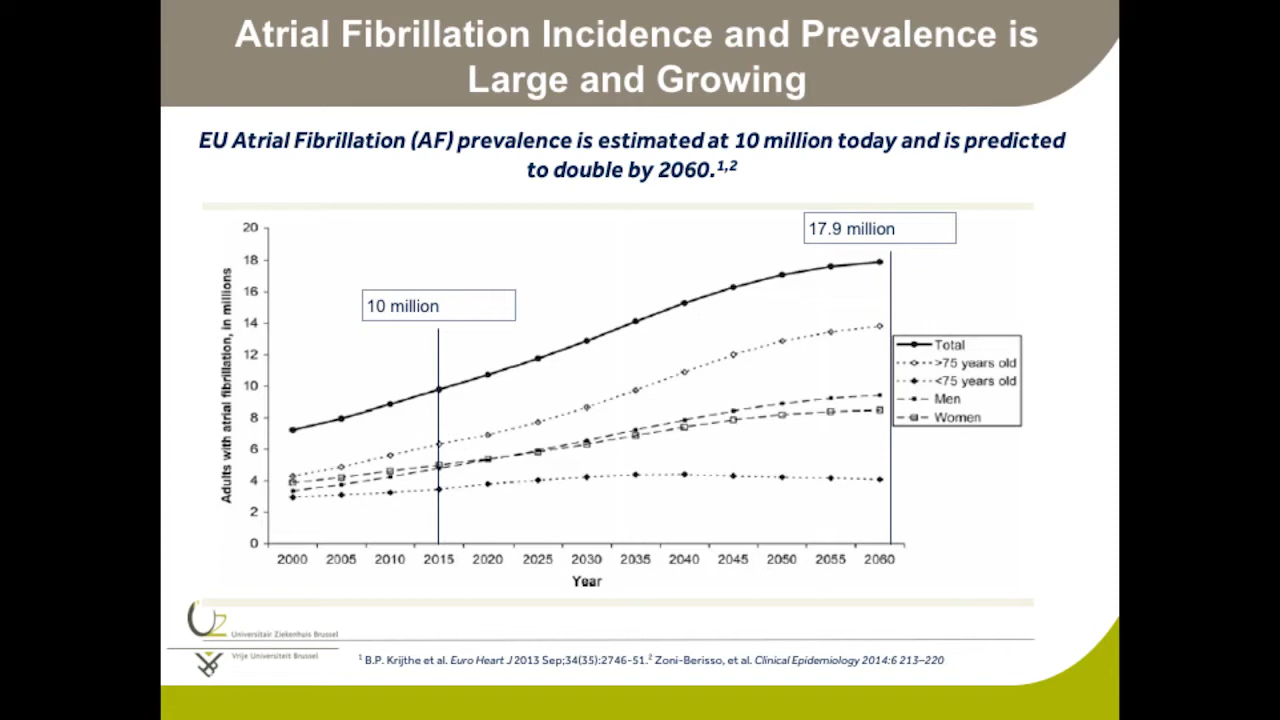 Atrial Fibrillation Incidence and Prevalence is
Large and Growing
EU Atrial Fibrillation (AF) prevalence is estimated at 10 million today and is predicted
to double by 2060.1,2
Adults with atrial fibrillation, in millions
20
18
16
14
12
10
8
6
4
2
0
10 million
17.9 million
Total
>75 years old
<75 years old
Men
Women
2000 2005 2010 2015 2020 2025 2030 2035 2040 2045 2050 2055 2060
Year
UZ
Universitair Ziekenhuis Brussel
Vrije Universiteit Brussel
1 B.P. Krijthe et al. Euro Heart J 2013 Sep;34(35):2746-51.2 Zoni-Berisso, et al. Clinical Epidemiology 2014:6 213–220